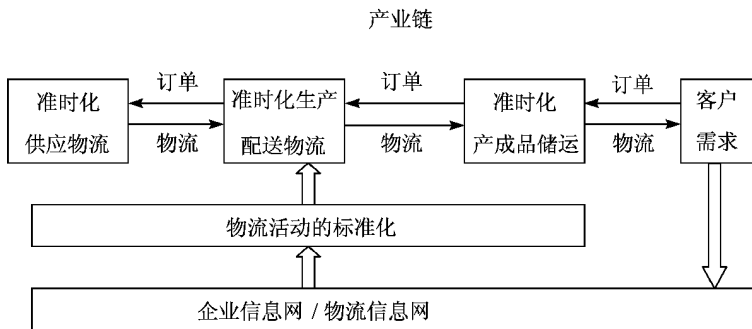 产业链
订单
订单
订单
准时化
供应物流
准时化生产
配送物流
准时化
产成品储运
客户
需求
物流
物流
物流
物流活动的标准化
企业信息网 / 物流信息网